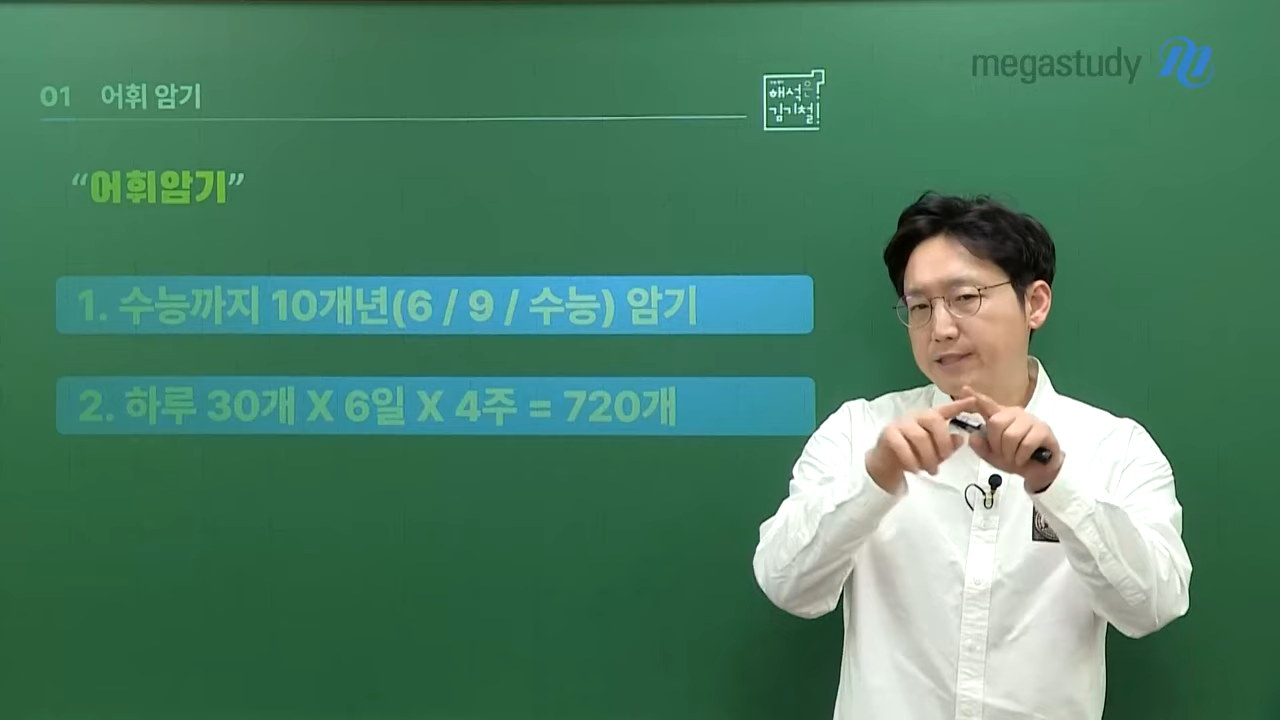 megastudy
01 어휘 암기
해석은!
김기철!
“어휘암기”
1. 수능까지 10개년(6 / 9 / 수능) 암기
2. 하루 30개 X 6일 X 4주 = 720개